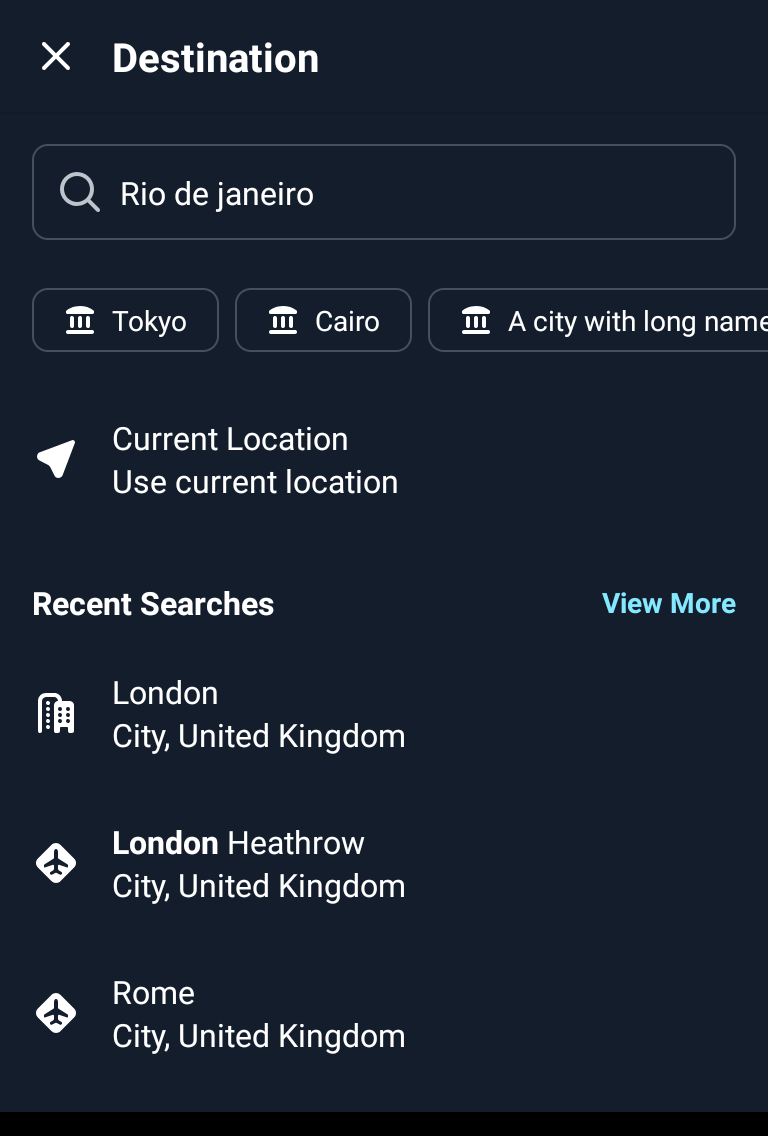 Destination
Rio de janeiro
Tokyo
Cairo
A city with long name
Current Location
Use current location
Recent Searches
View More
London
City, United Kingdom
London Heathrow
City, United Kingdom
Rome
City, United Kingdom